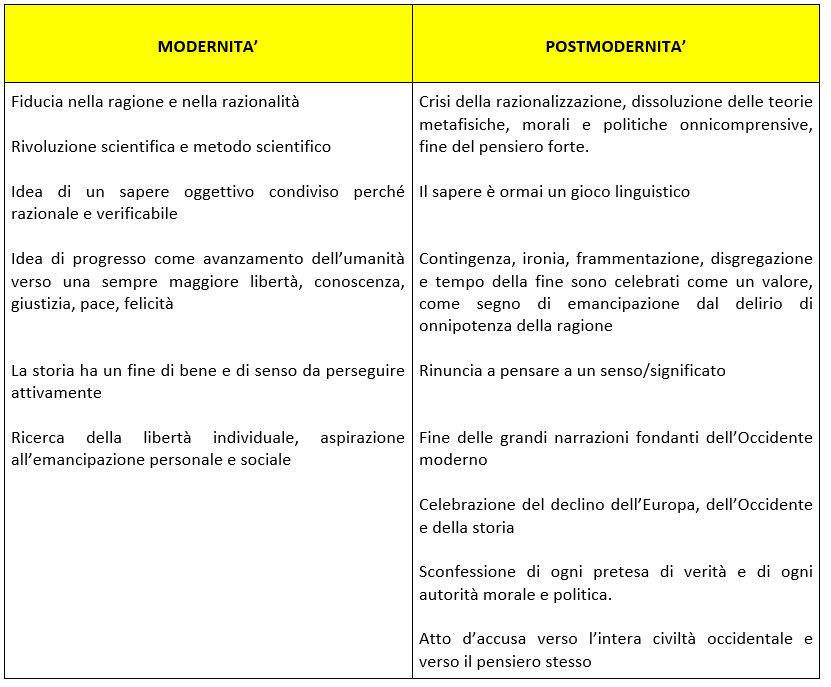 MODERNITA’
POSTMODERNITA’
Fiducia nella ragione e nella razionalità
Rivoluzione scientifica e metodo scientifico
Idea di un sapere oggettivo condiviso perché
razionale e verificabile
Idea di progresso come avanzamento dell’umanità
verso una sempre maggiore libertà, conoscenza,
giustizia, pace, felicità
La storia ha un fine di bene e di senso da perseguire
attivamente
Ricerca della libertà individuale, aspirazione
all’emancipazione personale e sociale
Crisi della razionalizzazione, dissoluzione delle teorie
metafisiche, morali e politiche onnicomprensive,
fine del pensiero forte.
Il sapere è ormai un gioco linguistico
Contingenza, ironia, frammentazione, disgregazione
e tempo della fine sono celebrati come un valore,
come segno di emancipazione dal delirio di
onnipotenza della ragione
Rinuncia a pensare a un senso/significato
Fine delle grandi narrazioni fondanti dell’Occidente
moderno
Celebrazione del declino dell’Europa, dell’Occidente
e della storia
Sconfessione di ogni pretesa di verità e di ogni
autorità morale e politica.
Atto d’accusa verso l’intera civiltà occidentale e
verso il pensiero stesso